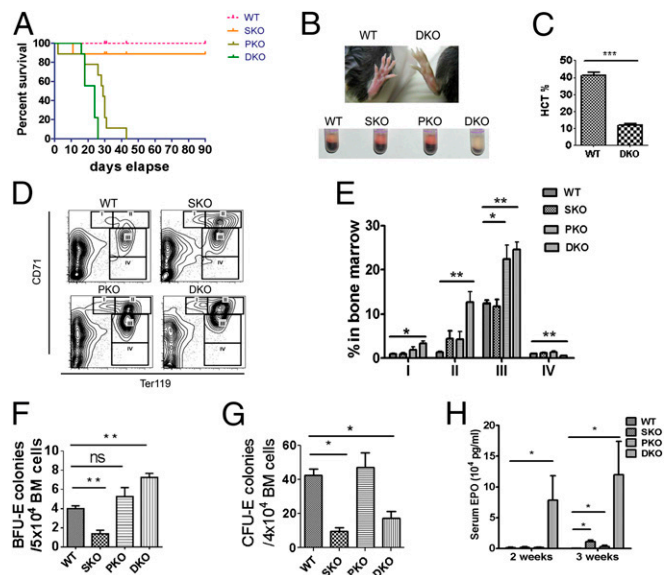 A
WT
SKO
PKO
DKO
Percent survival
100
80
60
40
20
0
0 10 20 30 40 50 60 70 80 90
days elapse
B
WT DKO
WT SKO PKO DKO
C
***
HCT %
50
40
30
20
10
0
WT DKO
D
WT SKO
I II III IV
PKO DKO
CD71
Ter119
E
WT
SKO
PKO
DKO
% in bone marrow
30
20
10
0
* ** * ** **
I II III IV
F
BFU-E colonies
/5x10⁴ BM cells
8
6
4
2
0
* *
ns
* *
WT SKO PKO DKO
G
CFU-E colonies
/4x10⁴ BM cells
60
40
20
0
*
*
WT SKO PKO DKO
H
WT
SKO
PKO
DKO
Serum EPO (10⁴ pg/ml)
20
15
10
5
0
* * * *
2 weeks 3 weeks